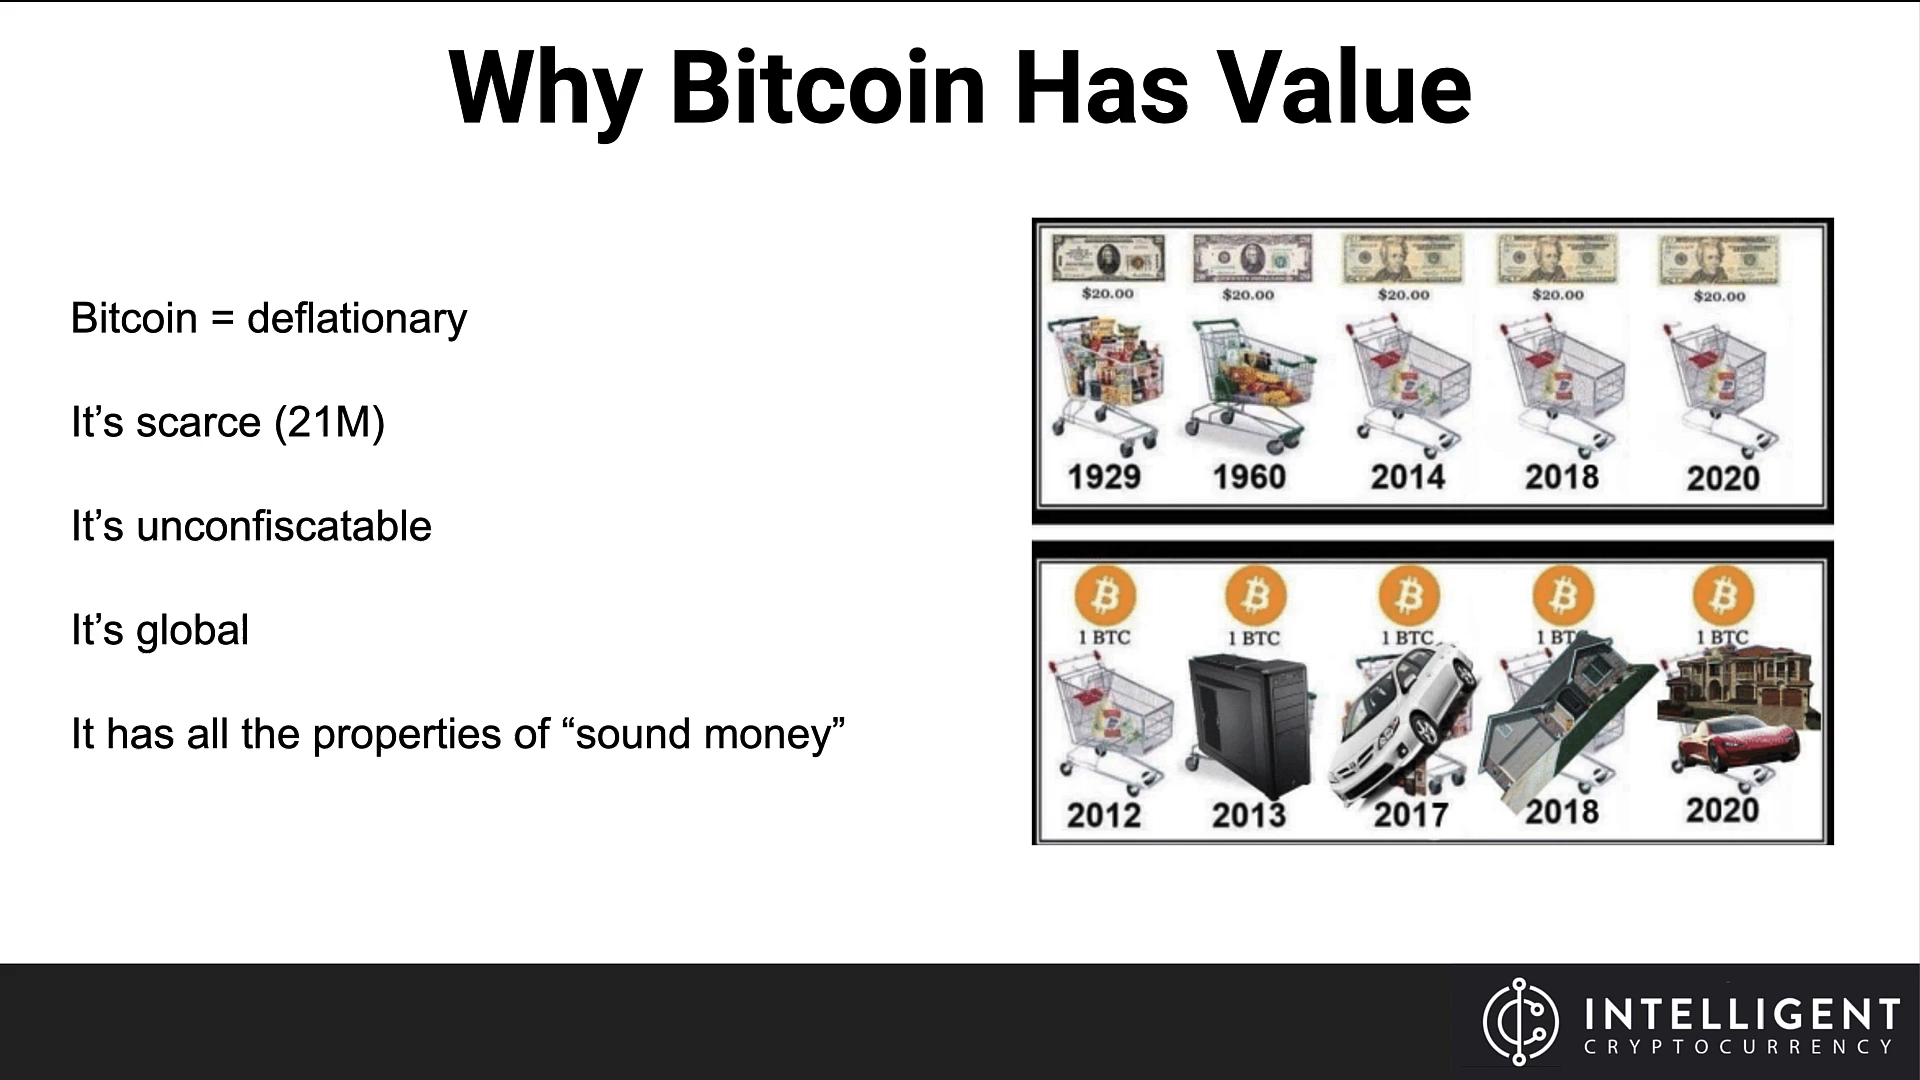 Why Bitcoin Has Value
Bitcoin = deflationary
It’s scarce (21M)
It’s unconfiscatable
It’s global
It has all the properties of “sound money”
$20.00 $20.00 $20.00 $20.00 $20.00
1929 1960 2014 2018 2020
1 BTC 1 BTC 1 BTC 1 BTC 1 BTC
2012 2013 2017 2018 2020
INTELLIGENT
CRYPTOCURRENCY